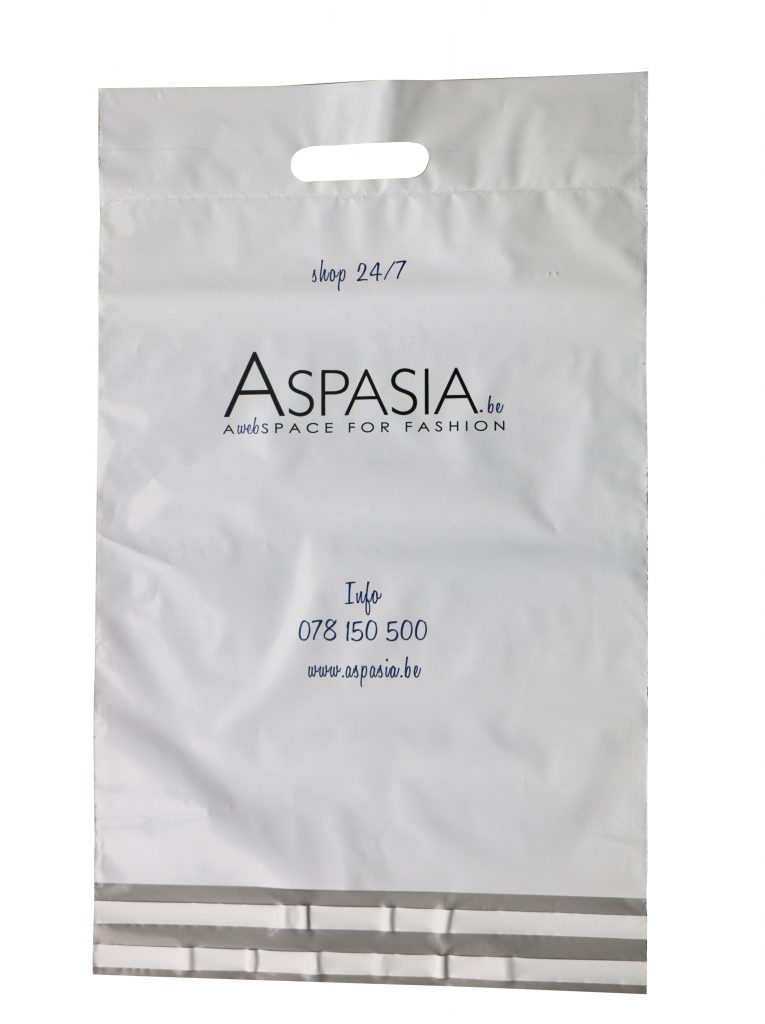 shop 24/7
ASPASIA.be
AwebSPACE FOR FASHION
Info
078 150 500
www.aspasia.be